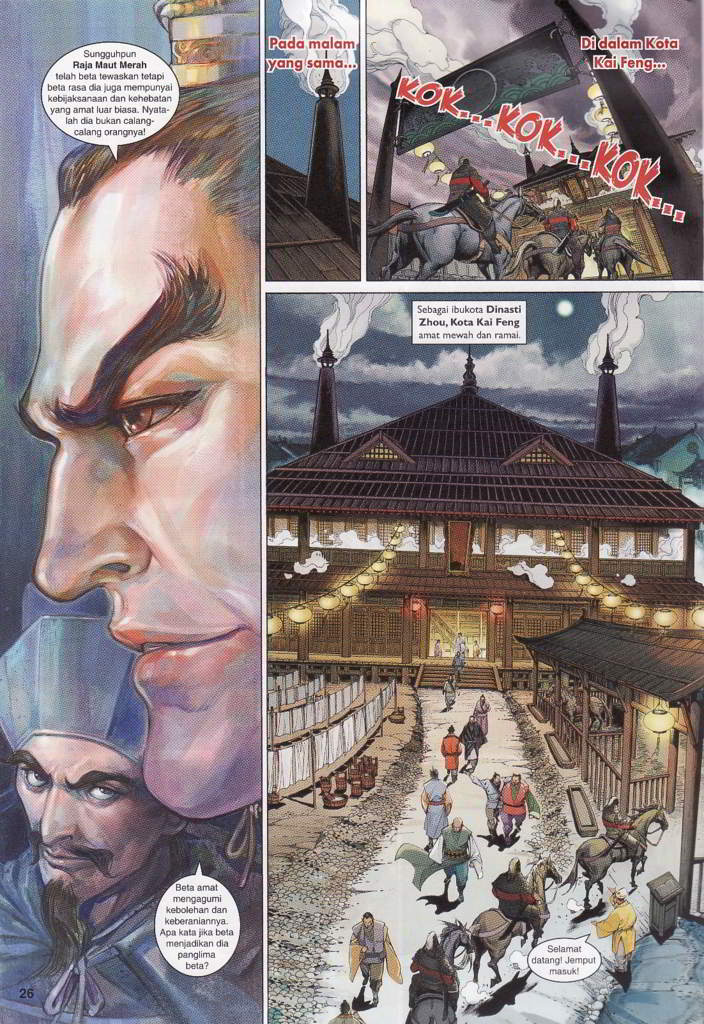 Sungguhpun
Raja Maut Merah
telah beta tewaskan tetapi
beta rasa dia juga mempunyai
kebijaksanaan dan kehebatan
yang amat luar biasa. Nyata-
lah dia bukan calang-
calang orangnya!
Beta amat
mengagumi
kebolehan dan
keberaniannya.
Apa kata jika beta
menjadikan dia
panglima
beta?
Pada malam
yang sama...
Di dalam Kota
Kai Feng...
KOK...KOK...KOK...
Sebagai ibukota Dinasti
Zhou, Kota Kai Feng
amat mewah dan ramai.
Selamat
datang! Jemput
masuk!
26